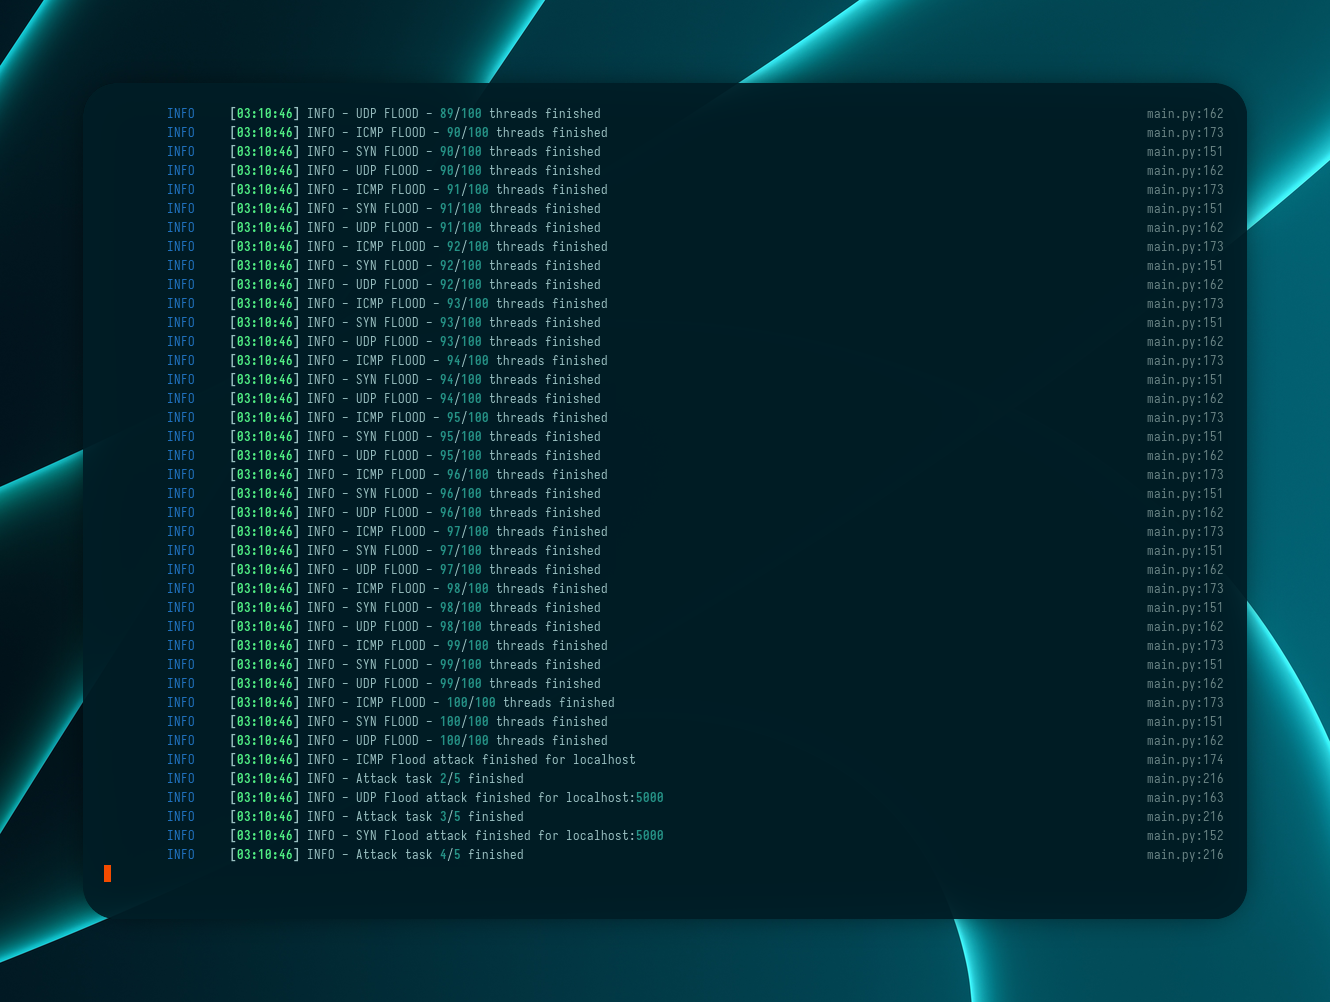 INFO [03:10:46] INFO - UDP FLOOD - 89/100 threads finished main.py:162
INFO [03:10:46] INFO - ICMP FLOOD - 90/100 threads finished main.py:173
INFO [03:10:46] INFO - SYN FLOOD - 90/100 threads finished main.py:151
INFO [03:10:46] INFO - UDP FLOOD - 90/100 threads finished main.py:162
INFO [03:10:46] INFO - ICMP FLOOD - 91/100 threads finished main.py:173
INFO [03:10:46] INFO - SYN FLOOD - 91/100 threads finished main.py:151
INFO [03:10:46] INFO - UDP FLOOD - 91/100 threads finished main.py:162
INFO [03:10:46] INFO - ICMP FLOOD - 92/100 threads finished main.py:173
INFO [03:10:46] INFO - SYN FLOOD - 92/100 threads finished main.py:151
INFO [03:10:46] INFO - UDP FLOOD - 92/100 threads finished main.py:162
INFO [03:10:46] INFO - ICMP FLOOD - 93/100 threads finished main.py:173
INFO [03:10:46] INFO - SYN FLOOD - 93/100 threads finished main.py:151
INFO [03:10:46] INFO - UDP FLOOD - 93/100 threads finished main.py:162
INFO [03:10:46] INFO - ICMP FLOOD - 94/100 threads finished main.py:173
INFO [03:10:46] INFO - SYN FLOOD - 94/100 threads finished main.py:151
INFO [03:10:46] INFO - UDP FLOOD - 94/100 threads finished main.py:162
INFO [03:10:46] INFO - ICMP FLOOD - 95/100 threads finished main.py:173
INFO [03:10:46] INFO - SYN FLOOD - 95/100 threads finished main.py:151
INFO [03:10:46] INFO - UDP FLOOD - 95/100 threads finished main.py:162
INFO [03:10:46] INFO - ICMP FLOOD - 96/100 threads finished main.py:173
INFO [03:10:46] INFO - SYN FLOOD - 96/100 threads finished main.py:151
INFO [03:10:46] INFO - UDP FLOOD - 96/100 threads finished main.py:162
INFO [03:10:46] INFO - ICMP FLOOD - 97/100 threads finished main.py:173
INFO [03:10:46] INFO - SYN FLOOD - 97/100 threads finished main.py:151
INFO [03:10:46] INFO - UDP FLOOD - 97/100 threads finished main.py:162
INFO [03:10:46] INFO - ICMP FLOOD - 98/100 threads finished main.py:173
INFO [03:10:46] INFO - SYN FLOOD - 98/100 threads finished main.py:151
INFO [03:10:46] INFO - UDP FLOOD - 98/100 threads finished main.py:162
INFO [03:10:46] INFO - ICMP FLOOD - 99/100 threads finished main.py:173
INFO [03:10:46] INFO - SYN FLOOD - 99/100 threads finished main.py:151
INFO [03:10:46] INFO - UDP FLOOD - 99/100 threads finished main.py:162
INFO [03:10:46] INFO - ICMP FLOOD - 100/100 threads finished main.py:173
INFO [03:10:46] INFO - SYN FLOOD - 100/100 threads finished main.py:151
INFO [03:10:46] INFO - UDP FLOOD - 100/100 threads finished main.py:162
INFO [03:10:46] INFO - ICMP Flood attack finished for localhost main.py:174
INFO [03:10:46] INFO - Attack task 2/5 finished main.py:216
INFO [03:10:46] INFO - UDP Flood attack finished for localhost:5000 main.py:163
INFO [03:10:46] INFO - Attack task 3/5 finished main.py:216
INFO [03:10:46] INFO - SYN Flood attack finished for localhost:5000 main.py:152
INFO [03:10:46] INFO - Attack task 4/5 finished main.py:216